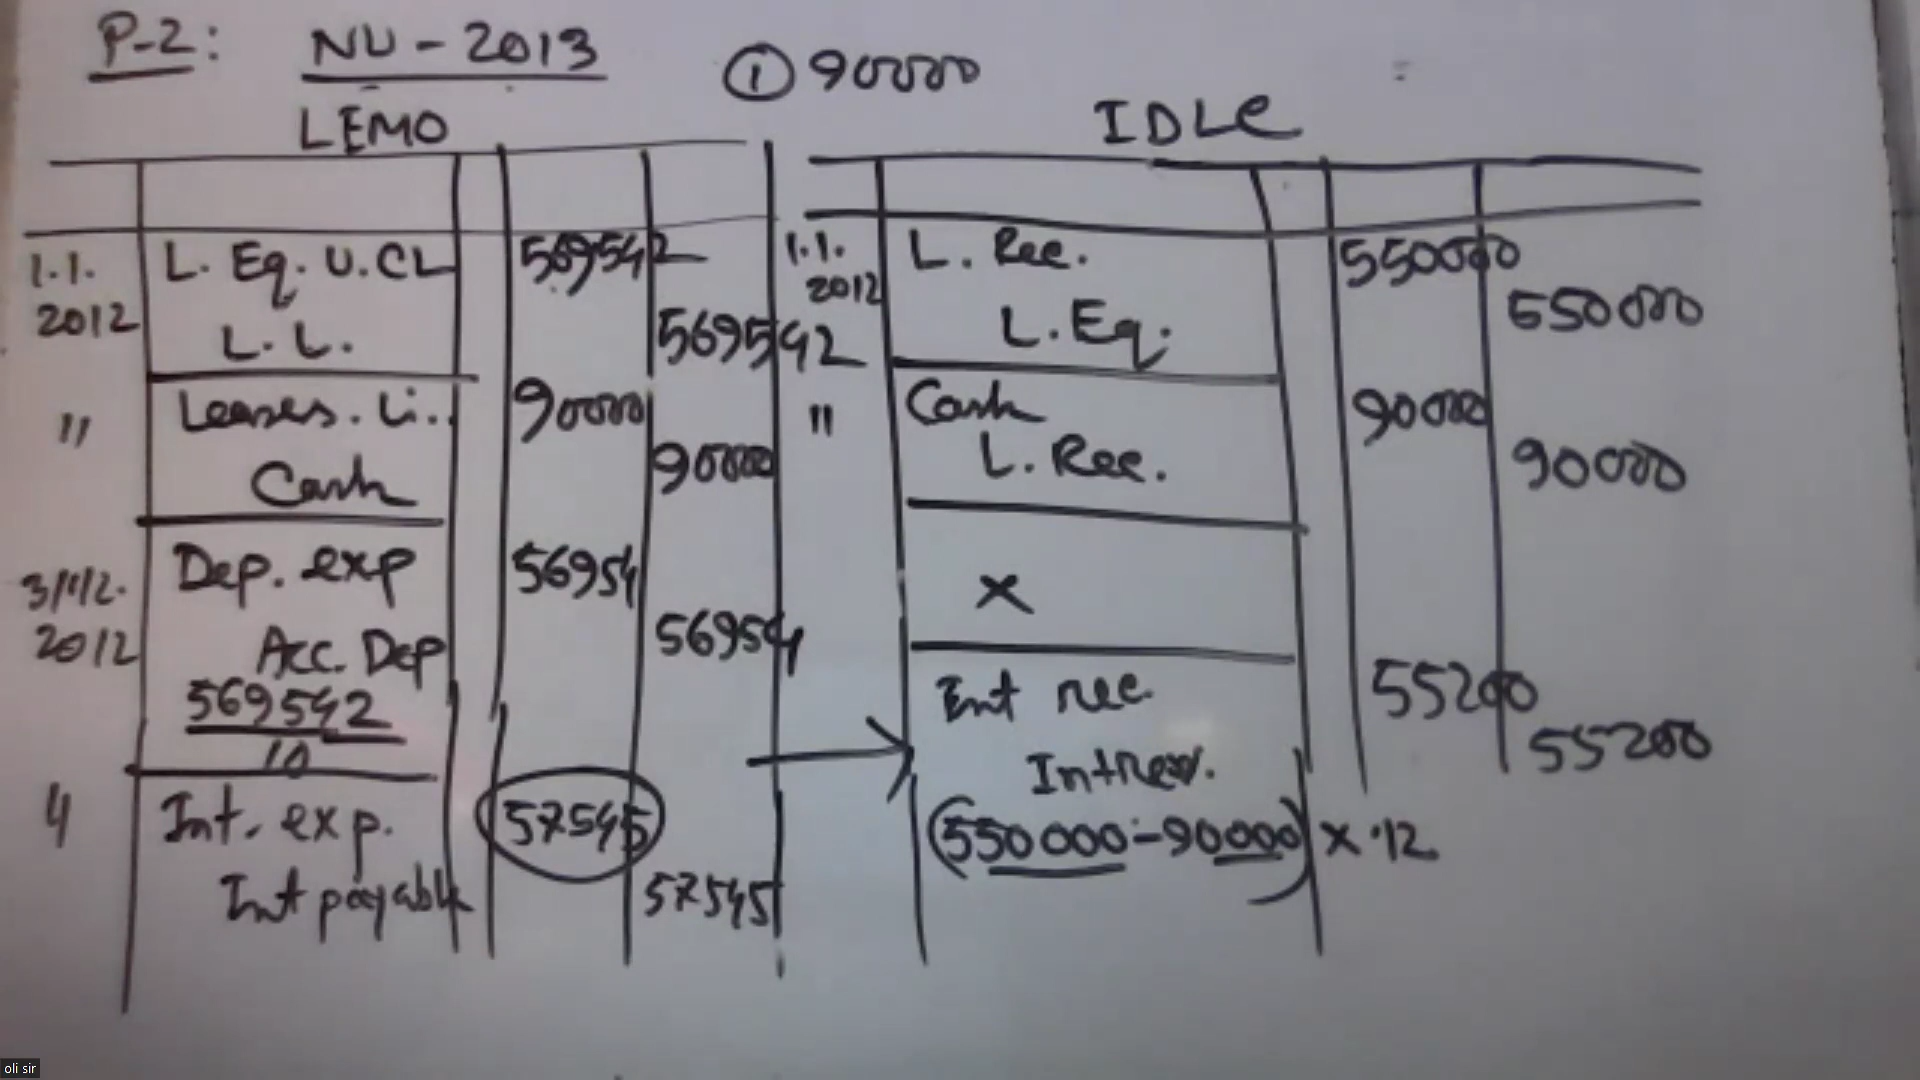 P-2: NU-2013
① 90000
LEMO
1.1. L. Eq. U. CL 569542
2012 L. L. 569542
" Leases. Li.. 90000
Cash 90000
Dep. exp 56954
2012 Acc. Dep 56954
569542
10
4 Int. exp. 57545
Int payable 57545
IDLe
1.1. L. Rec. 550000
2012 L. Eq. 550000
" Cash 90000
L. Rec. 90000
x
Int rec. 55200
Int Rev. 55200
(550000-90000) x .12
oli sir